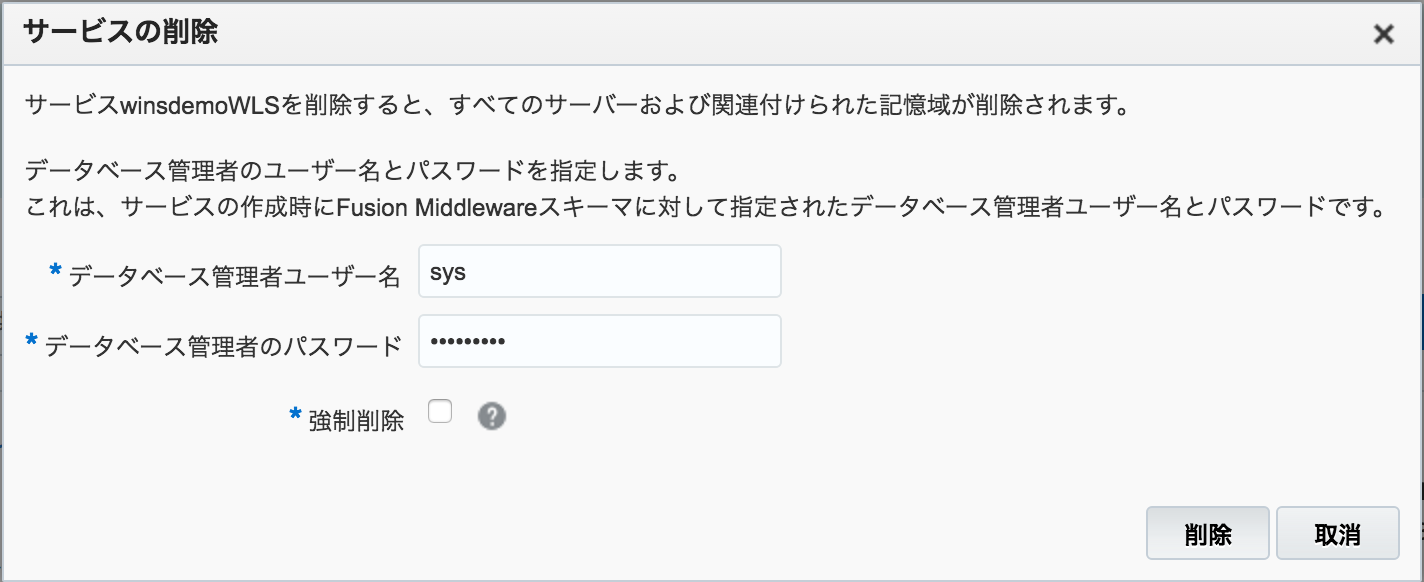 サービスの削除
サービスwinsdemoWLSを削除すると、すべてのサーバーおよび関連付けられた記憶域が削除されます。
データベース管理者のユーザー名とパスワードを指定します。
これは、サービスの作成時にFusion Middlewareスキーマに対して指定されたデータベース管理者ユーザー名とパスワードです。
* データベース管理者ユーザー名 sys
* データベース管理者のパスワード •••••••••
* 強制削除 ?
削除 取消